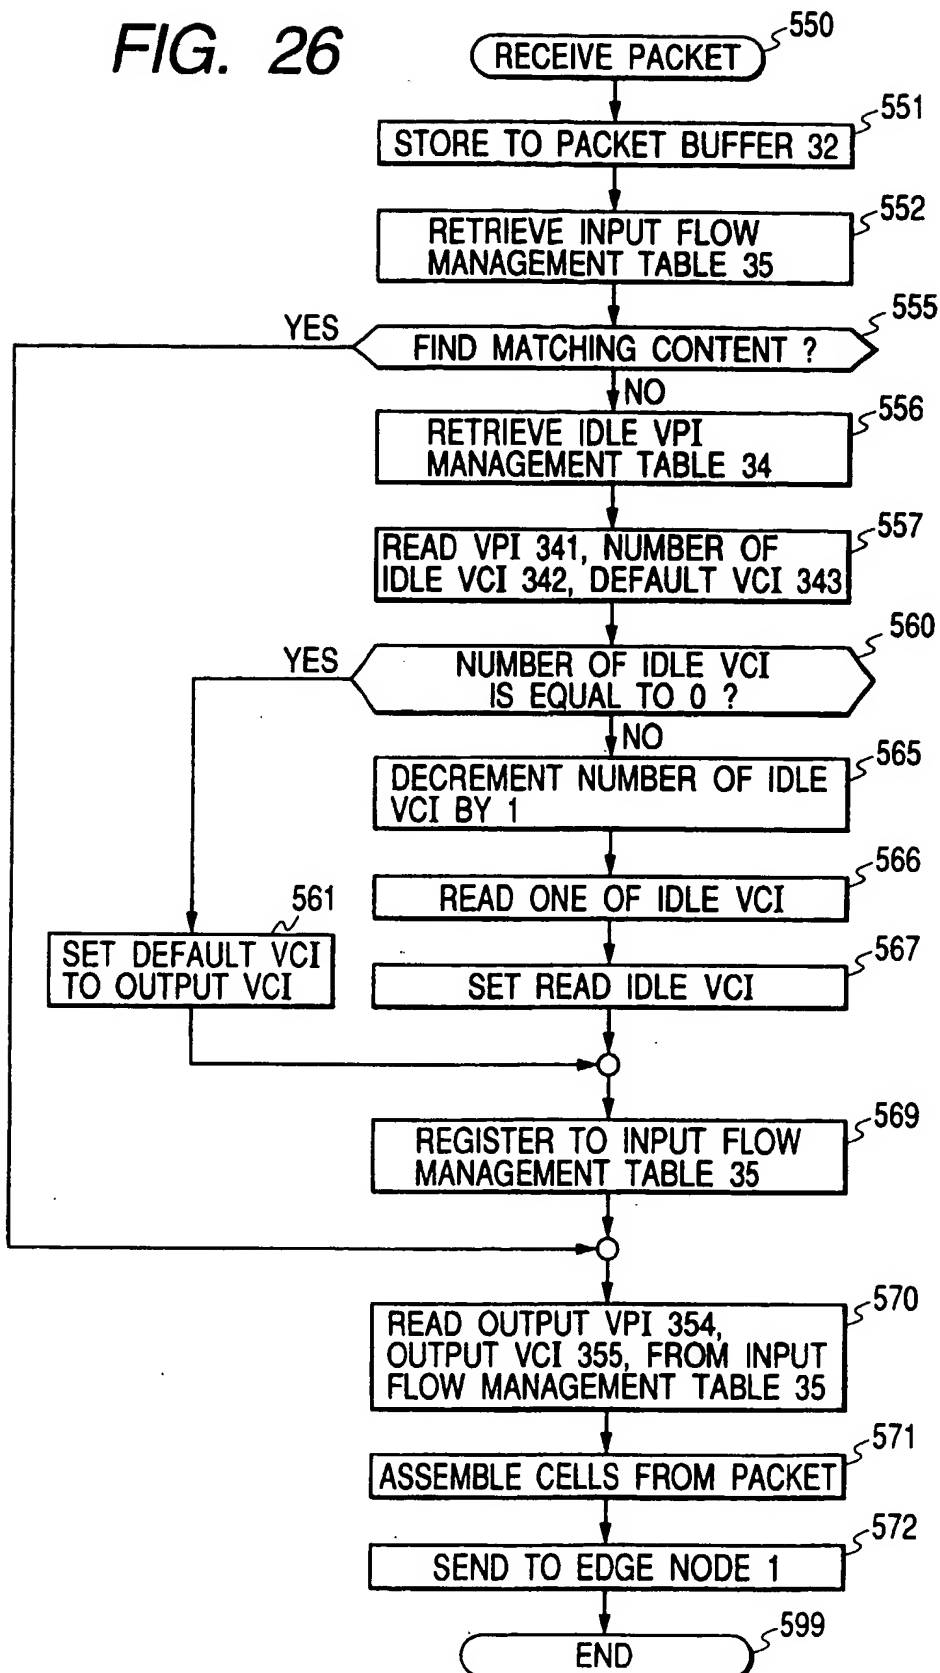 FIG. 26
RECEIVE PACKET
550
STORE TO PACKET BUFFER 32
551
RETRIEVE INPUT FLOW
MANAGEMENT TABLE 35
552
YES
FIND MATCHING CONTENT ?
555
NO
RETRIEVE IDLE VPI
MANAGEMENT TABLE 34
556
READ VPI 341, NUMBER OF
IDLE VCI 342, DEFAULT VCI 343
557
YES
NUMBER OF IDLE VCI
IS EQUAL TO 0 ?
560
NO
DECREMENT NUMBER OF IDLE
VCI BY 1
565
READ ONE OF IDLE VCI
566
561
SET DEFAULT VCI
TO OUTPUT VCI
SET READ IDLE VCI
567
REGISTER TO INPUT FLOW
MANAGEMENT TABLE 35
569
READ OUTPUT VPI 354,
OUTPUT VCI 355, FROM INPUT
FLOW MANAGEMENT TABLE 35
570
ASSEMBLE CELLS FROM PACKET
571
SEND TO EDGE NODE 1
572
END
599